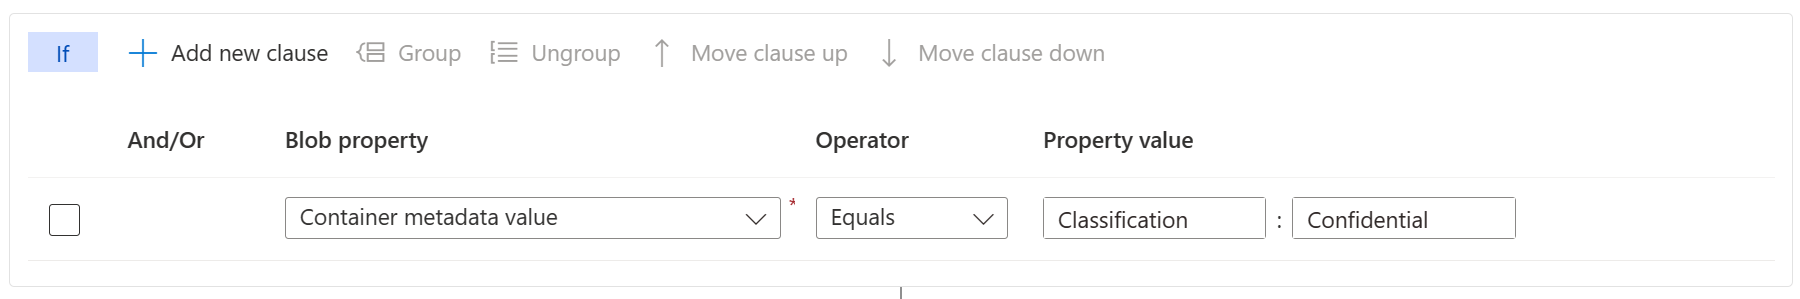 If Add new clause Group Ungroup Move clause up Move clause down
And/Or Blob property Operator Property value
Container metadata value * Equals Classification : Confidential